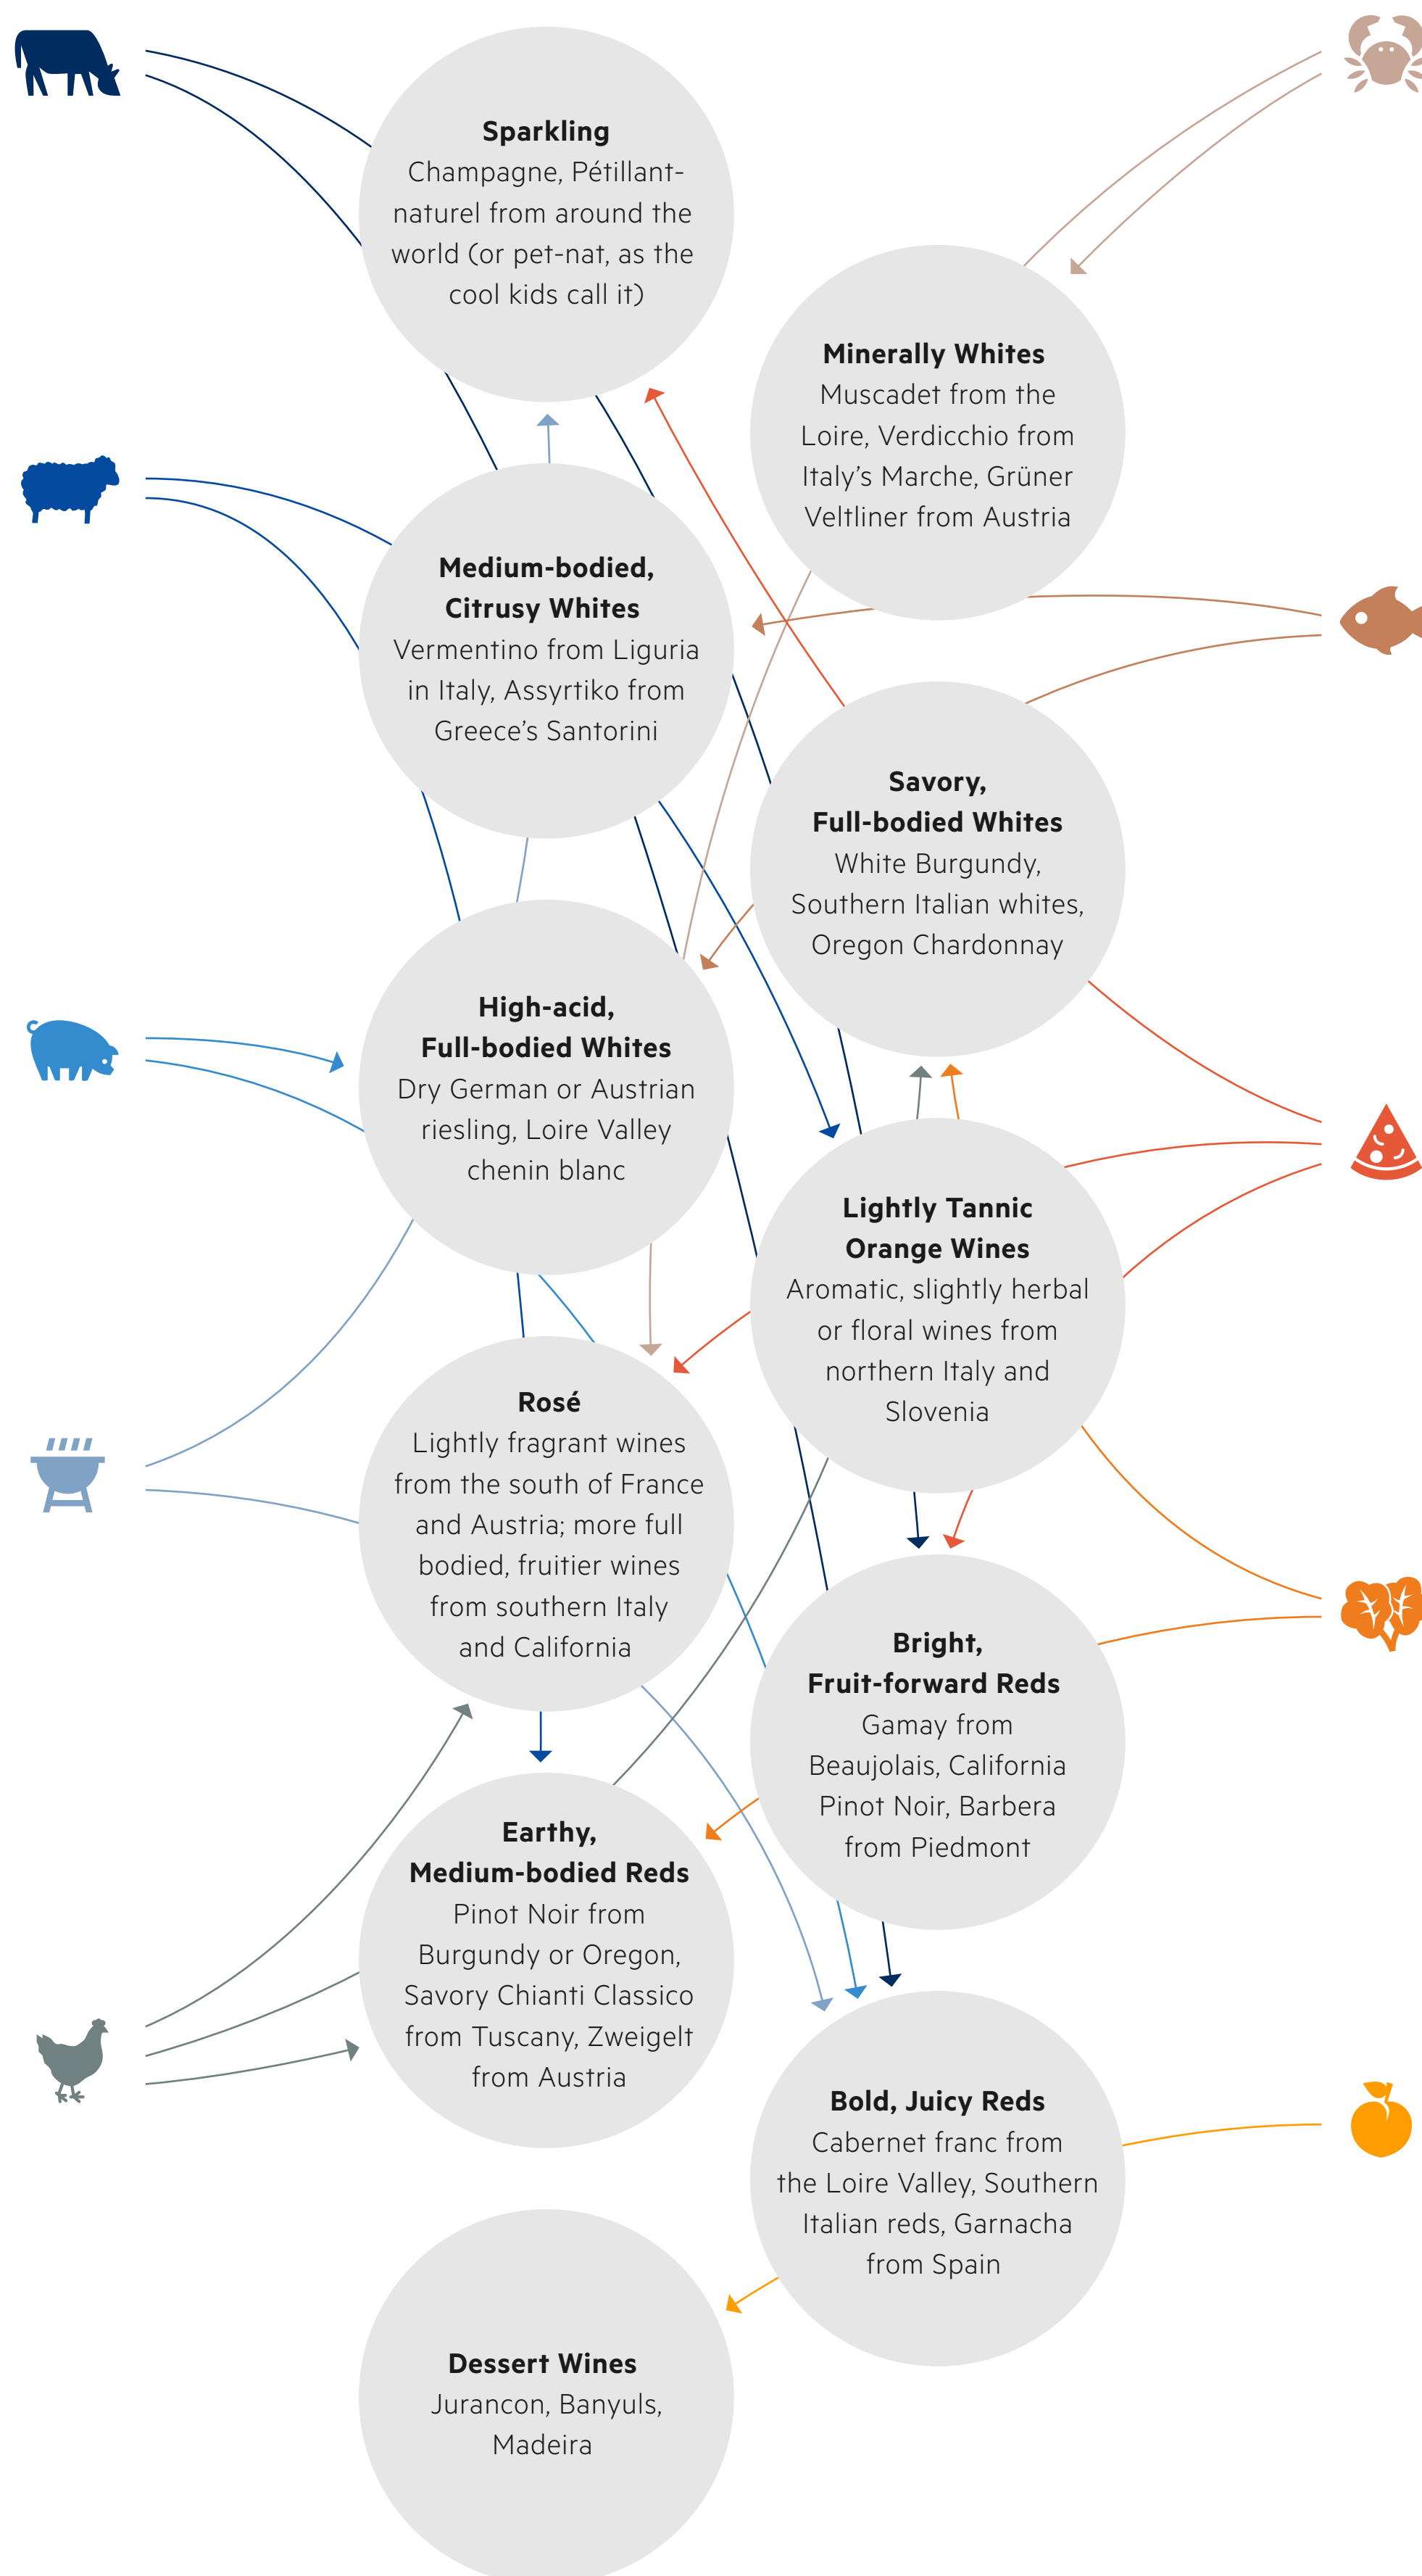 Sparkling
Champagne, Pétillant-
naturel from around the
world (or pet-nat, as the
cool kids call it)
Minerally Whites
Muscadet from the
Loire, Verdicchio from
Italy’s Marche, Grüner
Veltliner from Austria
Medium-bodied,
Citrusy Whites
Vermentino from Liguria
in Italy, Assyrtiko from
Greece’s Santorini
Savory,
Full-bodied Whites
White Burgundy,
Southern Italian whites,
Oregon Chardonnay
High-acid,
Full-bodied Whites
Dry German or Austrian
riesling, Loire Valley
chenin blanc
Lightly Tannic
Orange Wines
Aromatic, slightly herbal
or floral wines from
northern Italy and
Slovenia
Rosé
Lightly fragrant wines
from the south of France
and Austria; more full
bodied, fruitier wines
from southern Italy
and California
Bright,
Fruit-forward Reds
Gamay from
Beaujolais, California
Pinot Noir, Barbera
from Piedmont
Earthy,
Medium-bodied Reds
Pinot Noir from
Burgundy or Oregon,
Savory Chianti Classico
from Tuscany, Zweigelt
from Austria
Bold, Juicy Reds
Cabernet franc from
the Loire Valley, Southern
Italian reds, Garnacha
from Spain
Dessert Wines
Jurancon, Banyuls,
Madeira